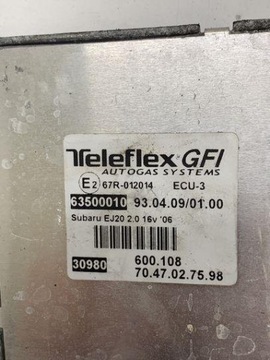 Teleflex GFI
AUTOGAS SYSTEMS
E2 67R-012014 ECU-3
63500010 93.04.09/01.00
Subaru EJ20 2.0 16v '06
30980 600.108
70.47.02.75.98